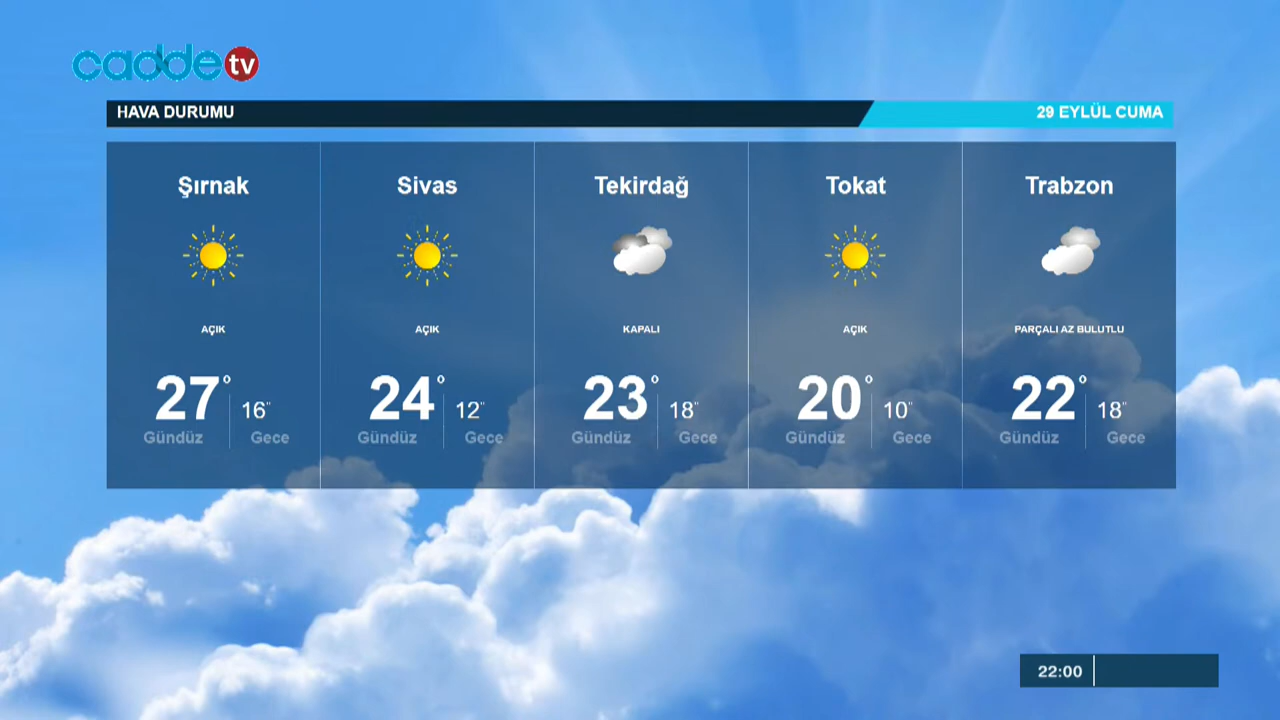 cadde tv
HAVA DURUMU
29 EYLÜL CUMA
Şırnak
AÇIK
27° 16°
Gündüz Gece
Sivas
AÇIK
24° 12°
Gündüz Gece
Tekirdağ
KAPALI
23° 18°
Gündüz Gece
Tokat
AÇIK
20° 10°
Gündüz Gece
Trabzon
PARÇALI AZ BULUTLU
22° 18°
Gündüz Gece
22:00